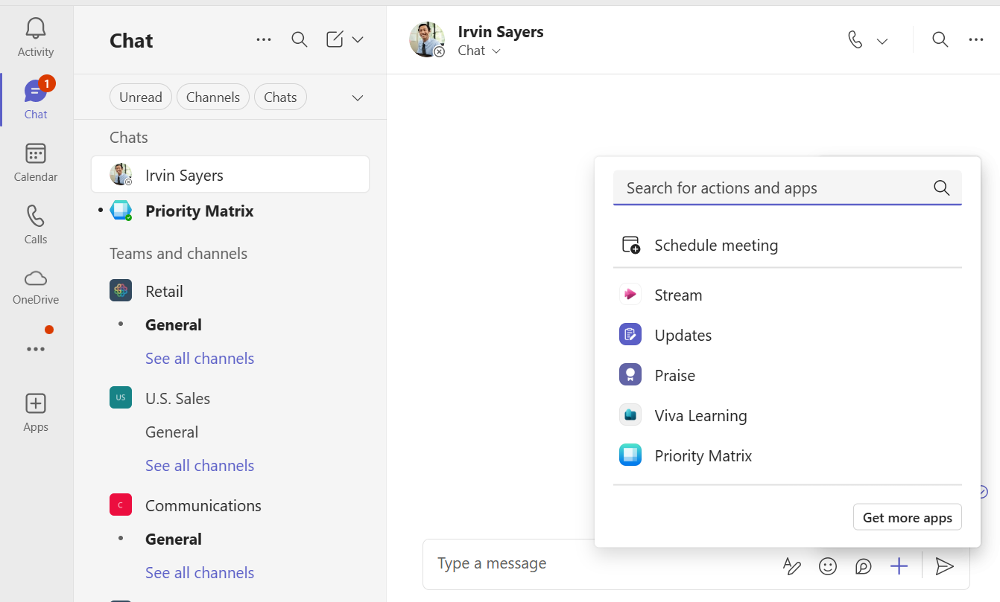 Activity
1
Chat
Calendar
Calls
OneDrive
Apps
Chat
Unread
Channels
Chats
Chats
Irvin Sayers
Priority Matrix
Teams and channels
Retail
General
See all channels
US
U.S. Sales
General
See all channels
C
Communications
General
See all channels
Irvin Sayers
Chat
Search for actions and apps
Schedule meeting
Stream
Updates
Praise
Viva Learning
Priority Matrix
Get more apps
Type a message